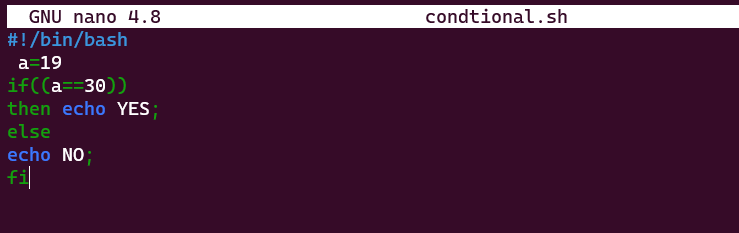 GNU nano 4.8 condtional.sh
#!/bin/bash
a=19
if((a==30))
then echo YES;
else
echo NO;
fi